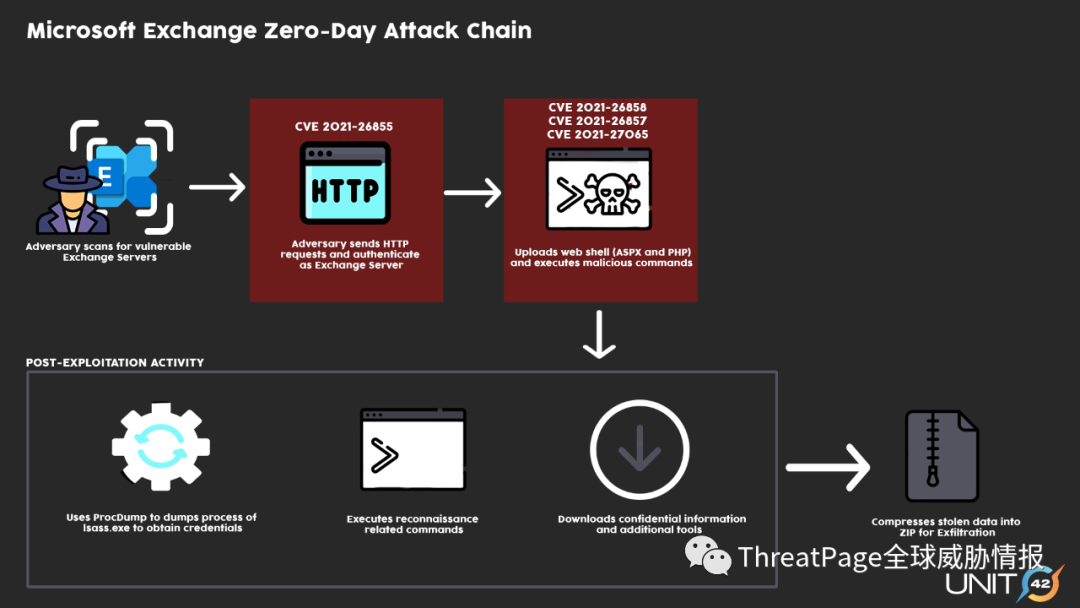 Microsoft Exchange Zero-Day Attack Chain
E
Adversary scans for vulnerable
Exchange Servers
CVE 2021-26855
HTTP
Adversary sends HTTP
requests and authenticate
as Exchange Server
CVE 2021-26858
CVE 2021-26857
CVE 2021-27065
Uploads web shell (ASPX and PHP)
and executes malicious commands
POST-EXPLOITATION ACTIVITY
Uses ProcDump to dumps process of
lsass.exe to obtain credentials
Executes reconnaissance
related commands
Downloads confidential information
and additional tools
Compresses stolen data into
ZIP for Exfiltration
ThreatPage全球威胁情报
UNIT 42